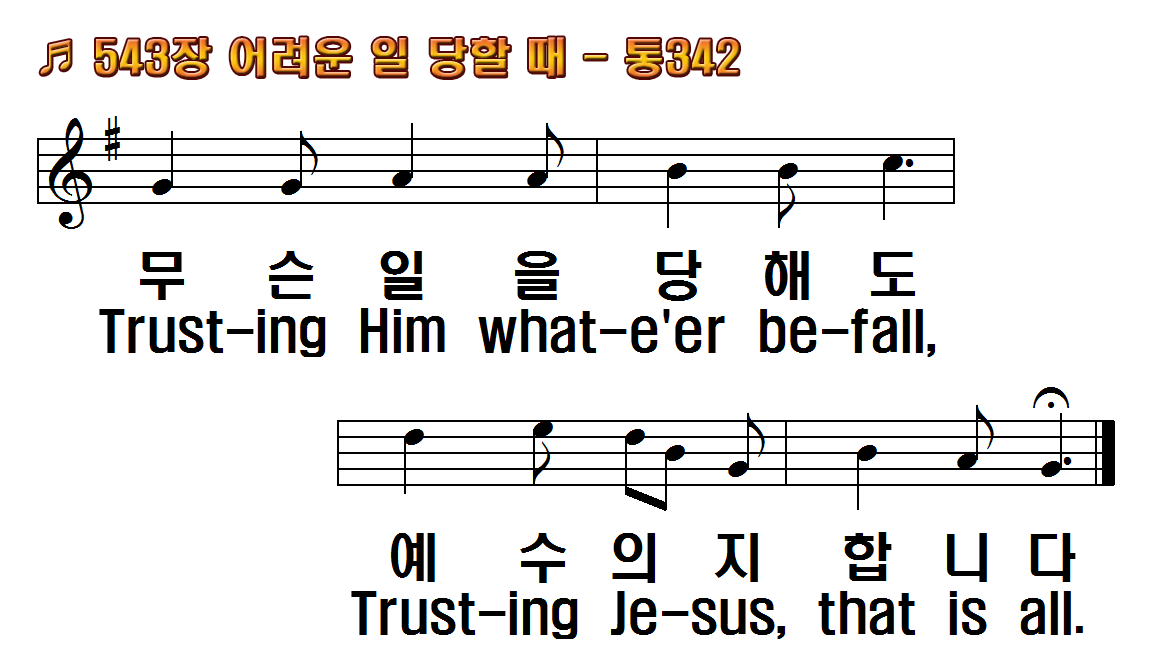 ♬ 543장 어려운 일 당할 때 - 통342
무 슨 일 을 당 해 도
Trust-ing Him what-e'er be-fall,
예 수 의 지 합 니 다
Trust-ing Je-sus, that is all.